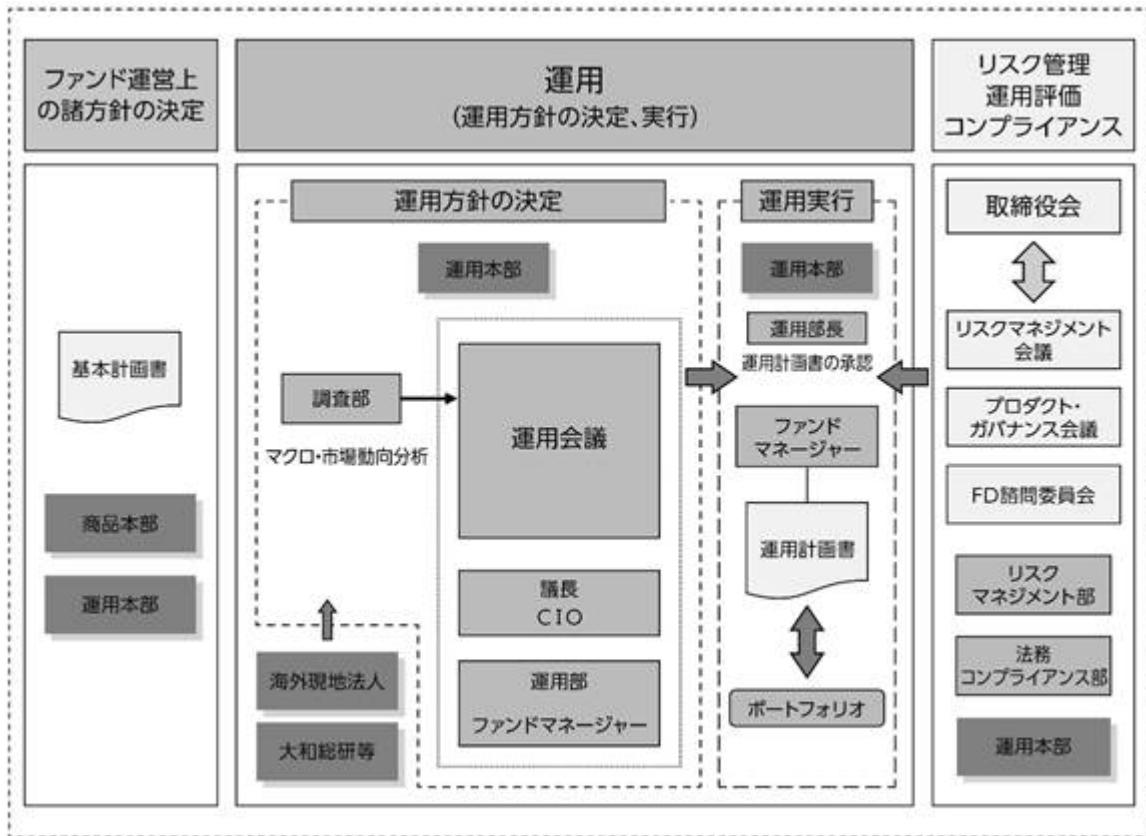 ファンド運営上
の諸方針の決定
運用
(運用方針の決定、実行)
リスク管理
運用評価
コンプライアンス
基本計画書
商品本部
運用本部
運用方針の決定
運用本部
調査部
マクロ・市場動向分析
運用会議
議長
CIO
運用部
ファンドマネージャー
海外現地法人
大和総研等
運用実行
運用本部
運用部長
運用計画書の承認
ファンド
マネージャー
運用計画書
ポートフォリオ
取締役会
リスクマネジメント
会議
プロダクト・
ガバナンス会議
FD諮問委員会
リスク
マネジメント部
法務
コンプライアンス部
運用本部